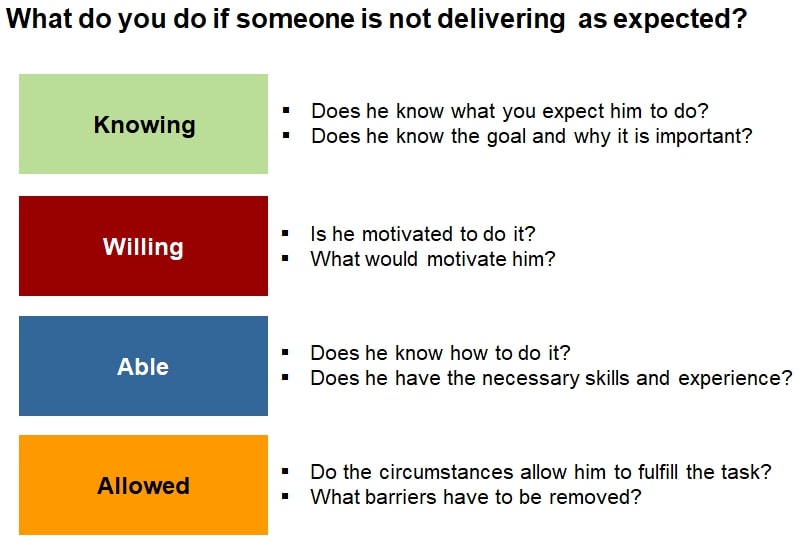 What do you do if someone is not delivering as expected?
Knowing
▪ Does he know what you expect him to do?
▪ Does he know the goal and why it is important?
Willing
▪ Is he motivated to do it?
▪ What would motivate him?
Able
▪ Does he know how to do it?
▪ Does he have the necessary skills and experience?
Allowed
▪ Do the circumstances allow him to fulfill the task?
▪ What barriers have to be removed?